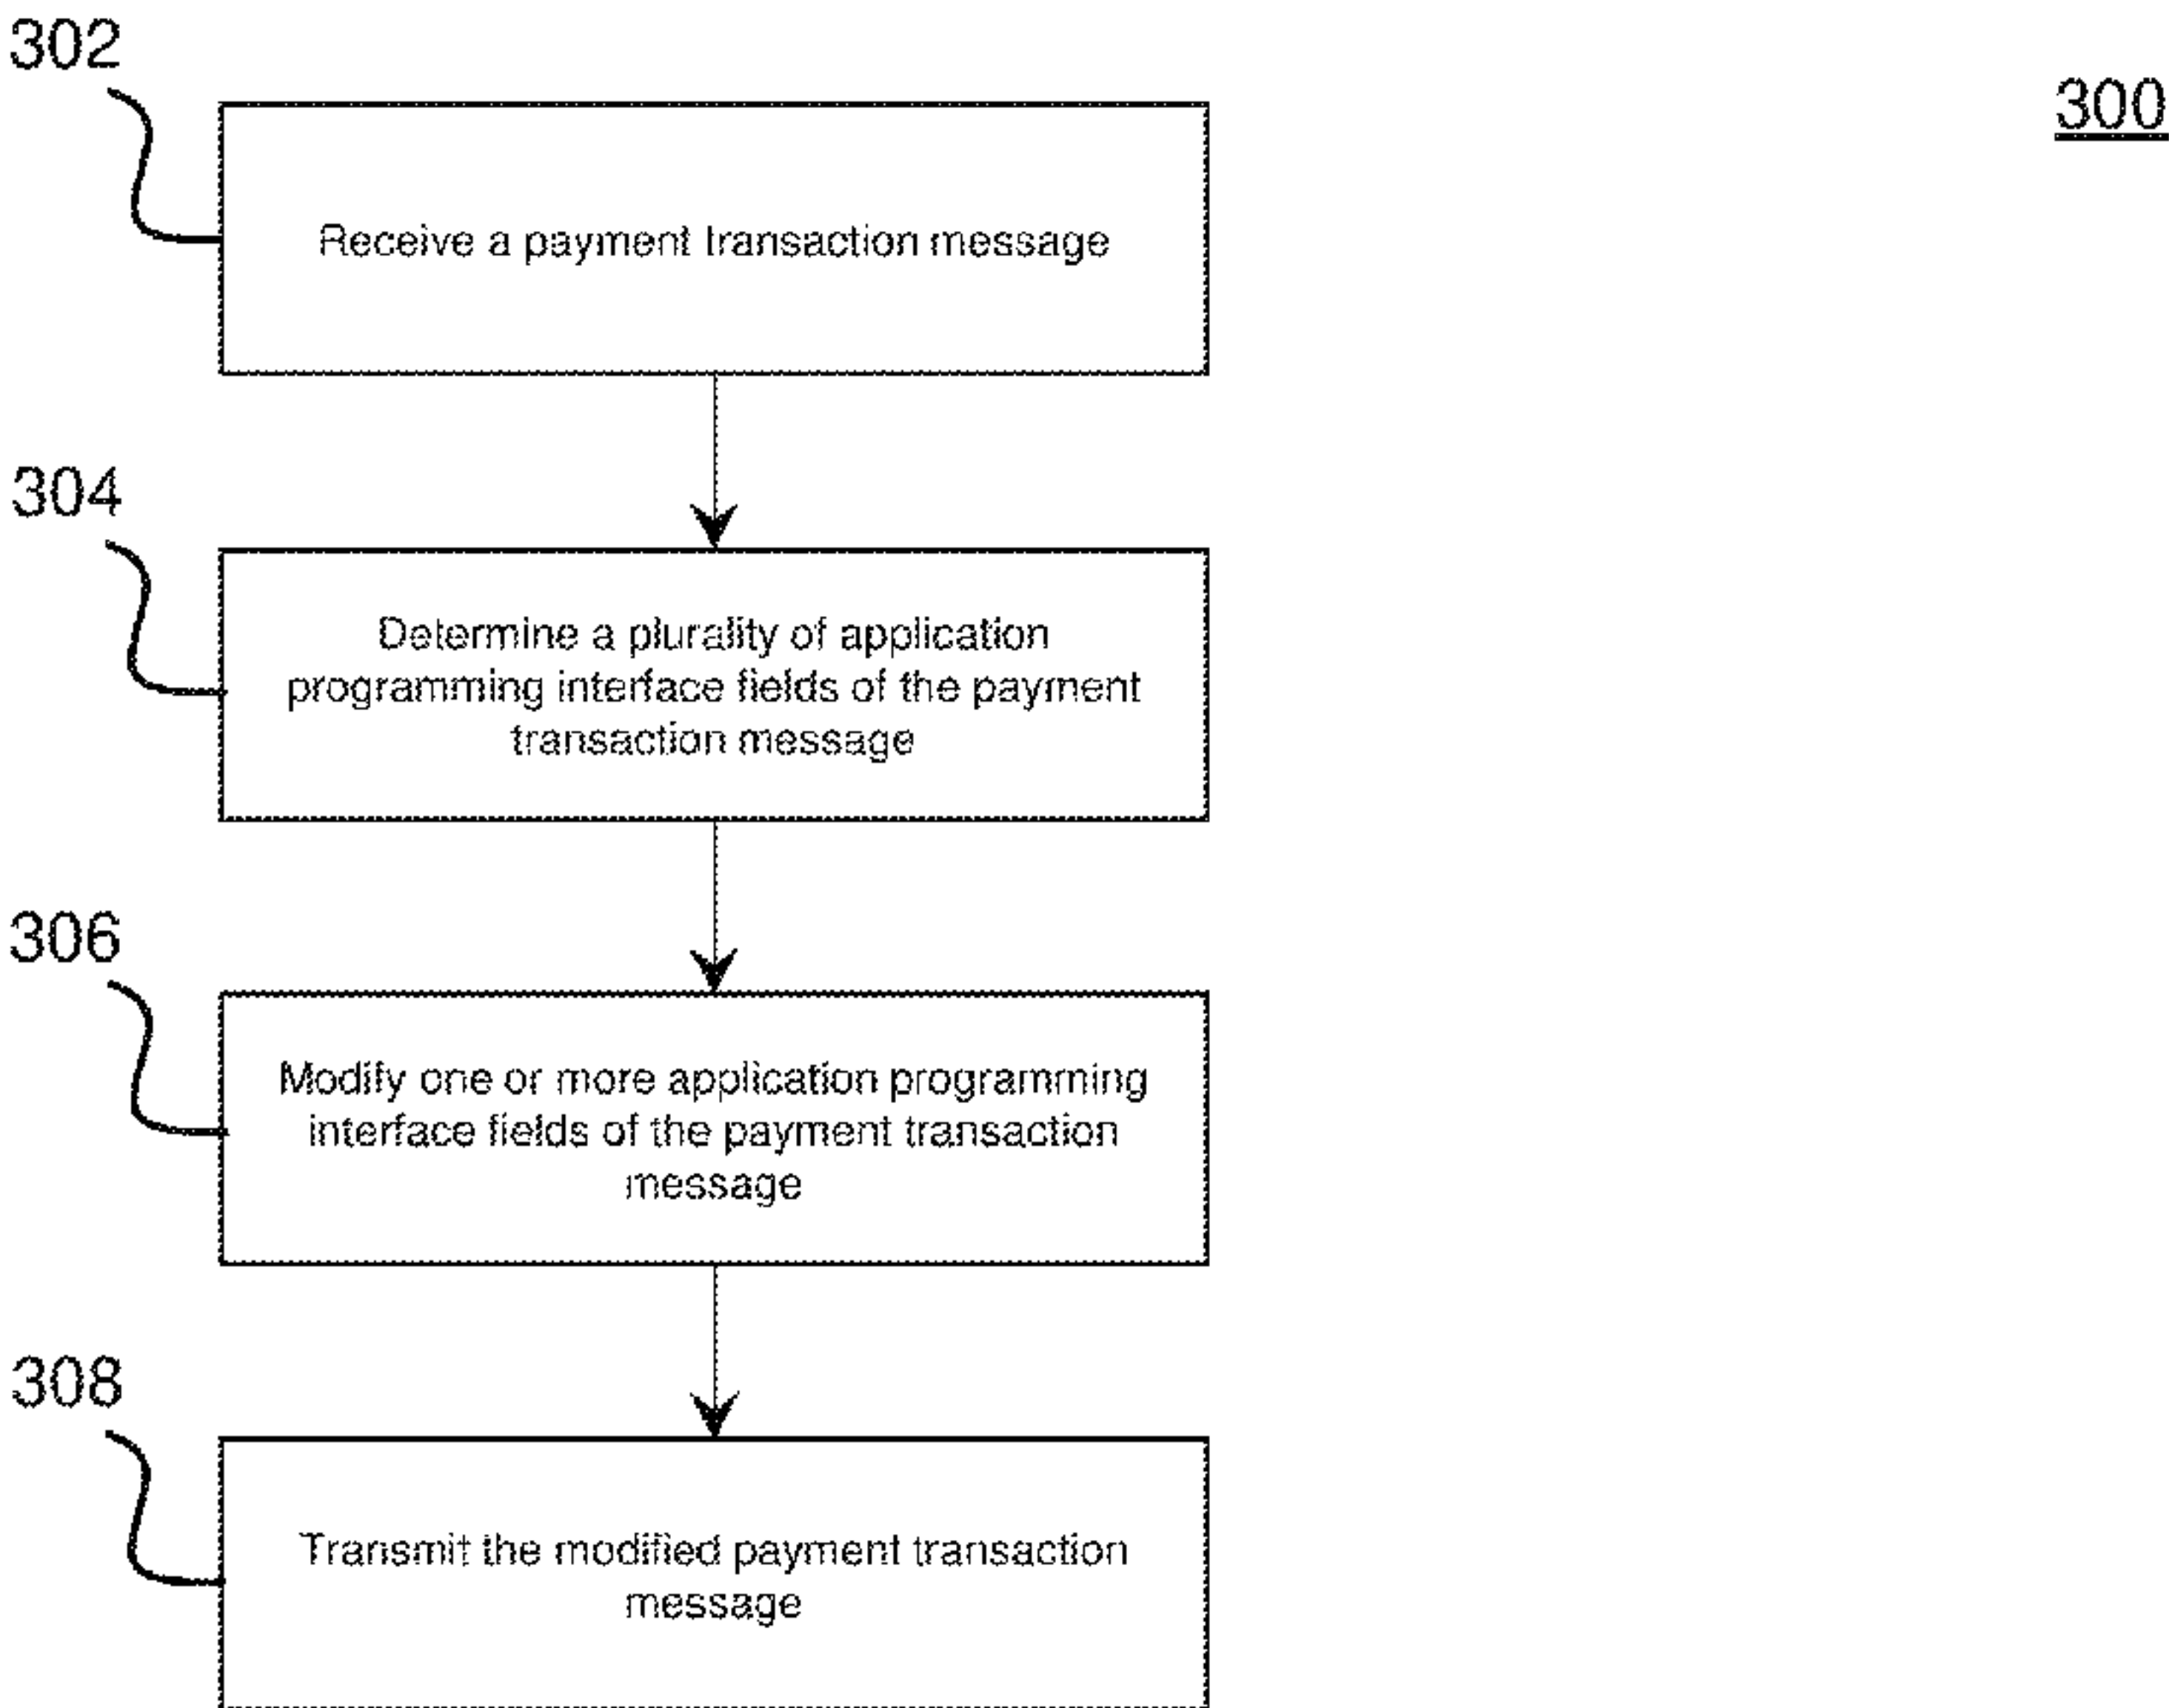 302
300
Receive a payment transaction message
304
Determine a plurality of application
programming interface fields of the payment
transaction message
306
Modify one or more application programming
interface fields of the payment transaction
message
308
Transmit the modified payment transaction
message